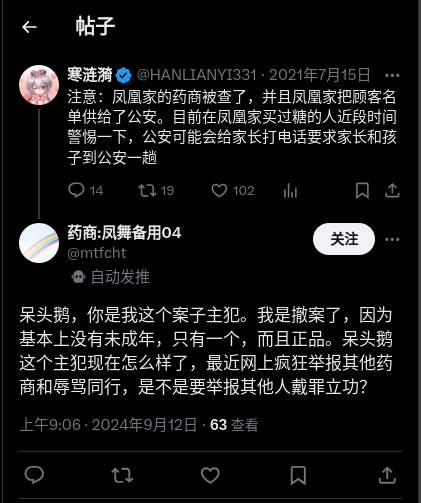 帖子
寒涟漪 @HANLIANYI331 · 2021年7月15日
注意：凤凰家的药商被查了，并且凤凰家把顾客名
单供给了公安。目前在凤凰家买过糖的人近段时间
警惕一下，公安可能会给家长打电话要求家长和孩
子到公安一趟
14 19 102
药商:凤舞备用04
@mtfcht
关注
自动发推
呆头鹅，你是我这个案子主犯。我是撤案了，因为
基本上没有未成年，只有一个，而且正品。呆头鹅
这个主犯现在怎么样了，最近网上疯狂举报其他药
商和辱骂同行，是不是要举报其他人戴罪立功？
上午9:06 · 2024年9月12日 · 63 查看